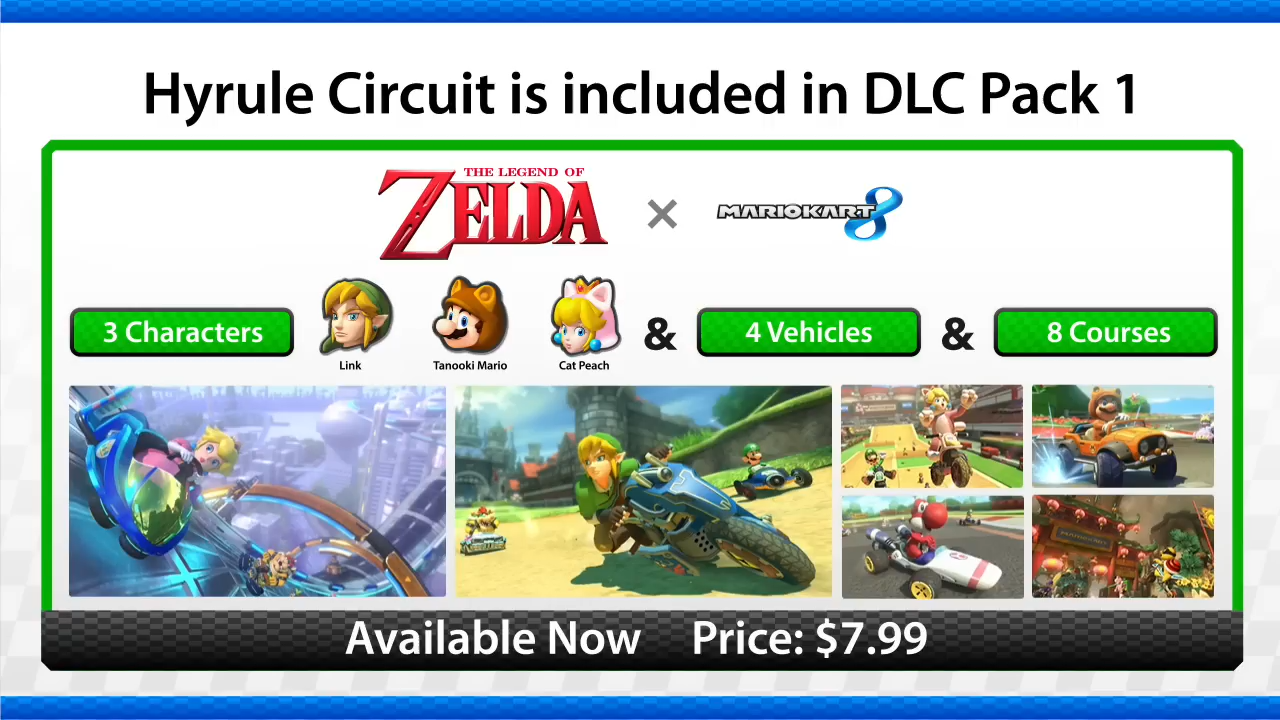 Hyrule Circuit is included in DLC Pack 1
THE LEGEND OF
ZELDA × MARIOKART 8
3 Characters & 4 Vehicles & 8 Courses
Link Tanooki Mario Cat Peach
Available Now Price: $7.99